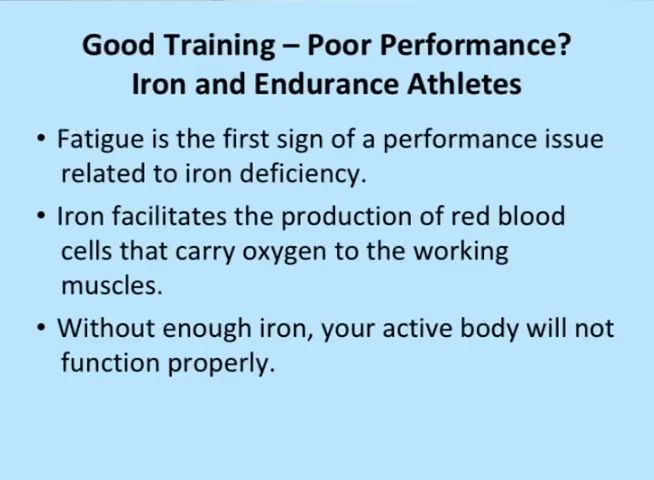 Good Training – Poor Performance?
Iron and Endurance Athletes
• Fatigue is the first sign of a performance issue
related to iron deficiency.
• Iron facilitates the production of red blood
cells that carry oxygen to the working
muscles.
• Without enough iron, your active body will not
function properly.